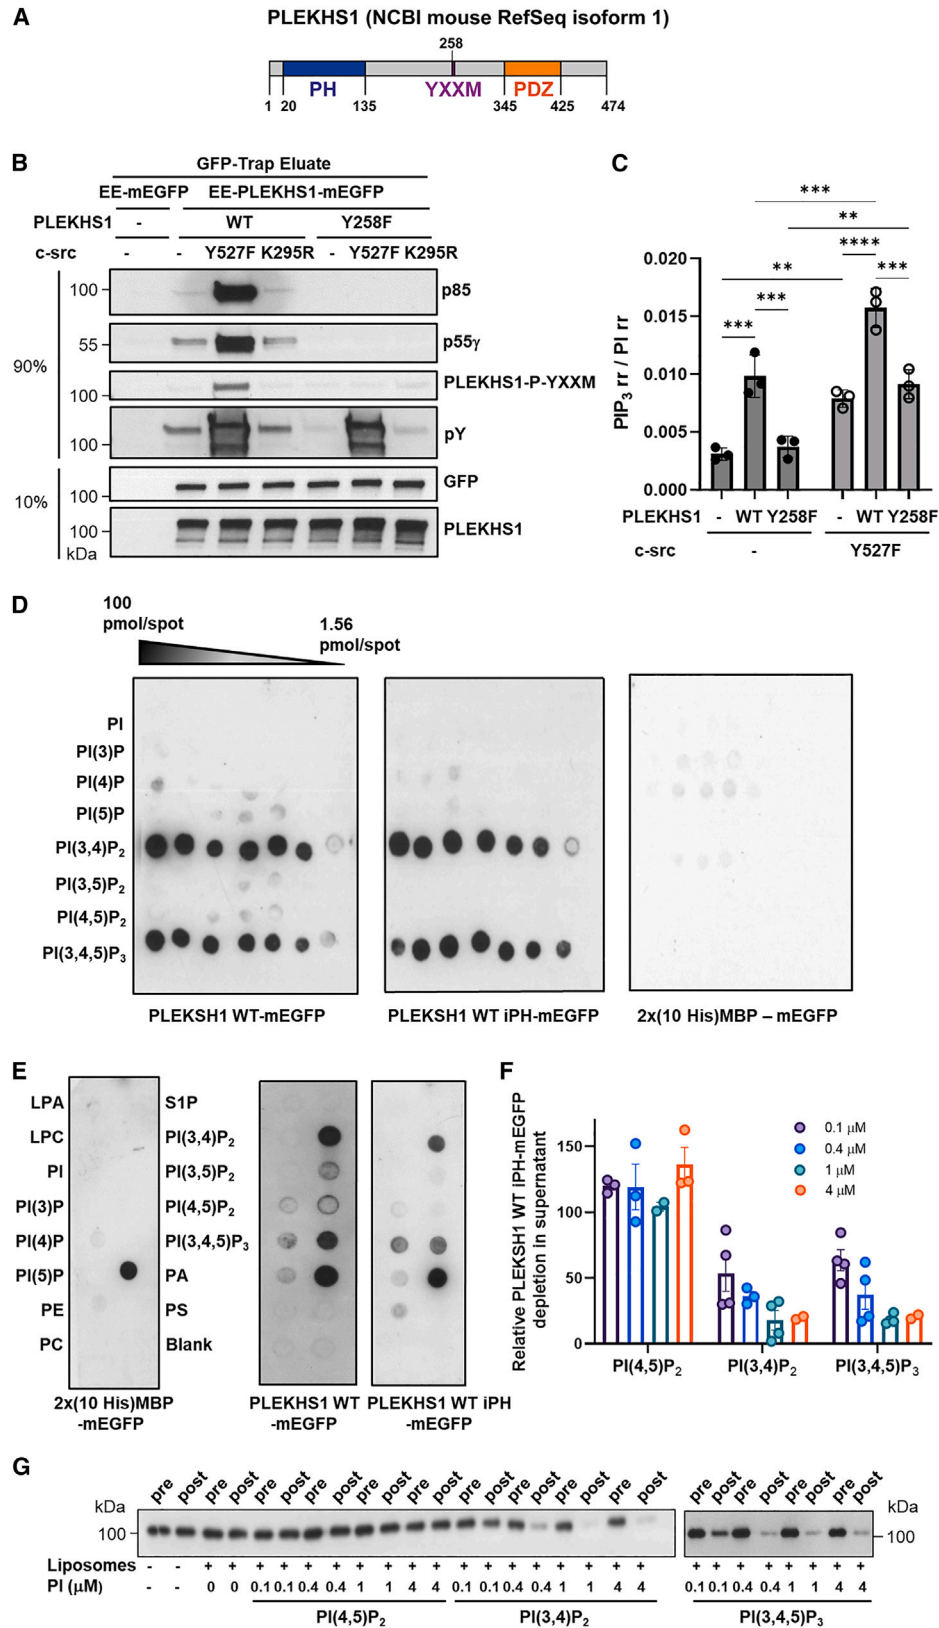 A
PLEKHS1 (NCBI mouse RefSeq isoform 1)
258
PH YXXM PDZ
1 20 135 345 425 474
B
GFP-Trap Eluate
EE-mEGFP EE-PLEKHS1-mEGFP
PLEKHS1 - WT Y258F
c-src - - Y527F K295R - Y527F K295R
90%
100 p85
55 p55γ
100 PLEKHS1-P-YXXM
100 pY
10%
100 GFP
100 PLEKHS1
kDa
C
PIP3 rr / PI rr
0.020
0.015
0.010
0.005
0.000
***
**
****
** ***
***
***
PLEKHS1 - WT Y258F - WT Y258F
c-src - Y527F
D
100 pmol/spot
1.56 pmol/spot
PI
PI(3)P
PI(4)P
PI(5)P
PI(3,4)P2
PI(3,5)P2
PI(4,5)P2
PI(3,4,5)P3
PLEKSH1 WT-mEGFP
PLEKSH1 WT iPH-mEGFP
2x(10 His)MBP – mEGFP
E
LPA S1P
LPC PI(3,4)P2
PI PI(3,5)P2
PI(3)P PI(4,5)P2
PI(4)P PI(3,4,5)P3
PI(5)P PA
PE PS
PC Blank
2x(10 His)MBP
-mEGFP
PLEKHS1 WT
-mEGFP
PLEKHS1 WT iPH
-mEGFP
F
Relative PLEKSH1 WT iPH-mEGFP
depletion in supernatant
150
100
50
0
0.1 µM
0.4 µM
1 µM
4 µM
PI(4,5)P2 PI(3,4)P2 PI(3,4,5)P3
G
pre post pre post pre post pre post pre post pre post pre post pre post pre post pre post
pre post pre post pre post pre post
kDa
100
kDa
100
Liposomes - - + + + + + + + + + + + + + + + + + + + + + + + + + +
PI (µM) - - 0 0 0.1 0.1 0.4 0.4 1 1 4 4 0.1 0.1 0.4 0.4 1 1 4 4 0.1 0.1 0.4 0.4 1 1 4 4
PI(4,5)P2 PI(3,4)P2 PI(3,4,5)P3